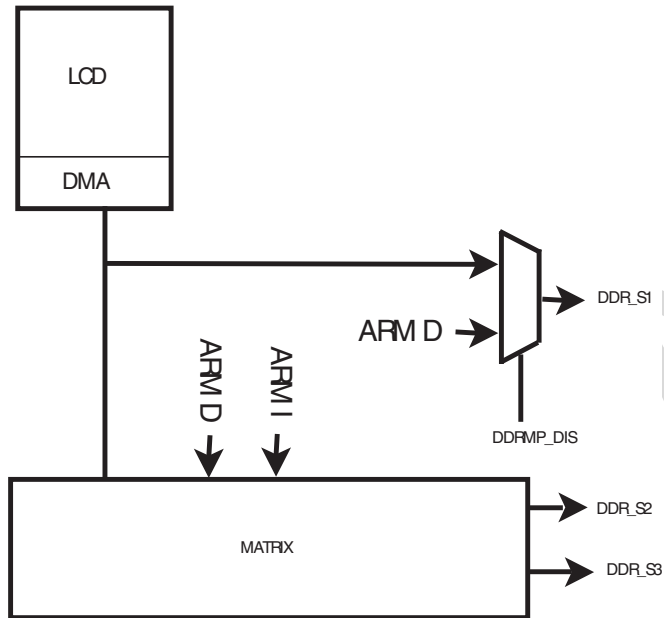 LCD
DMA
DDR_S1
ARM D
ARM D
ARM I
DDRMP_DIS
DDR_S2
MATRIX
DDR_S3